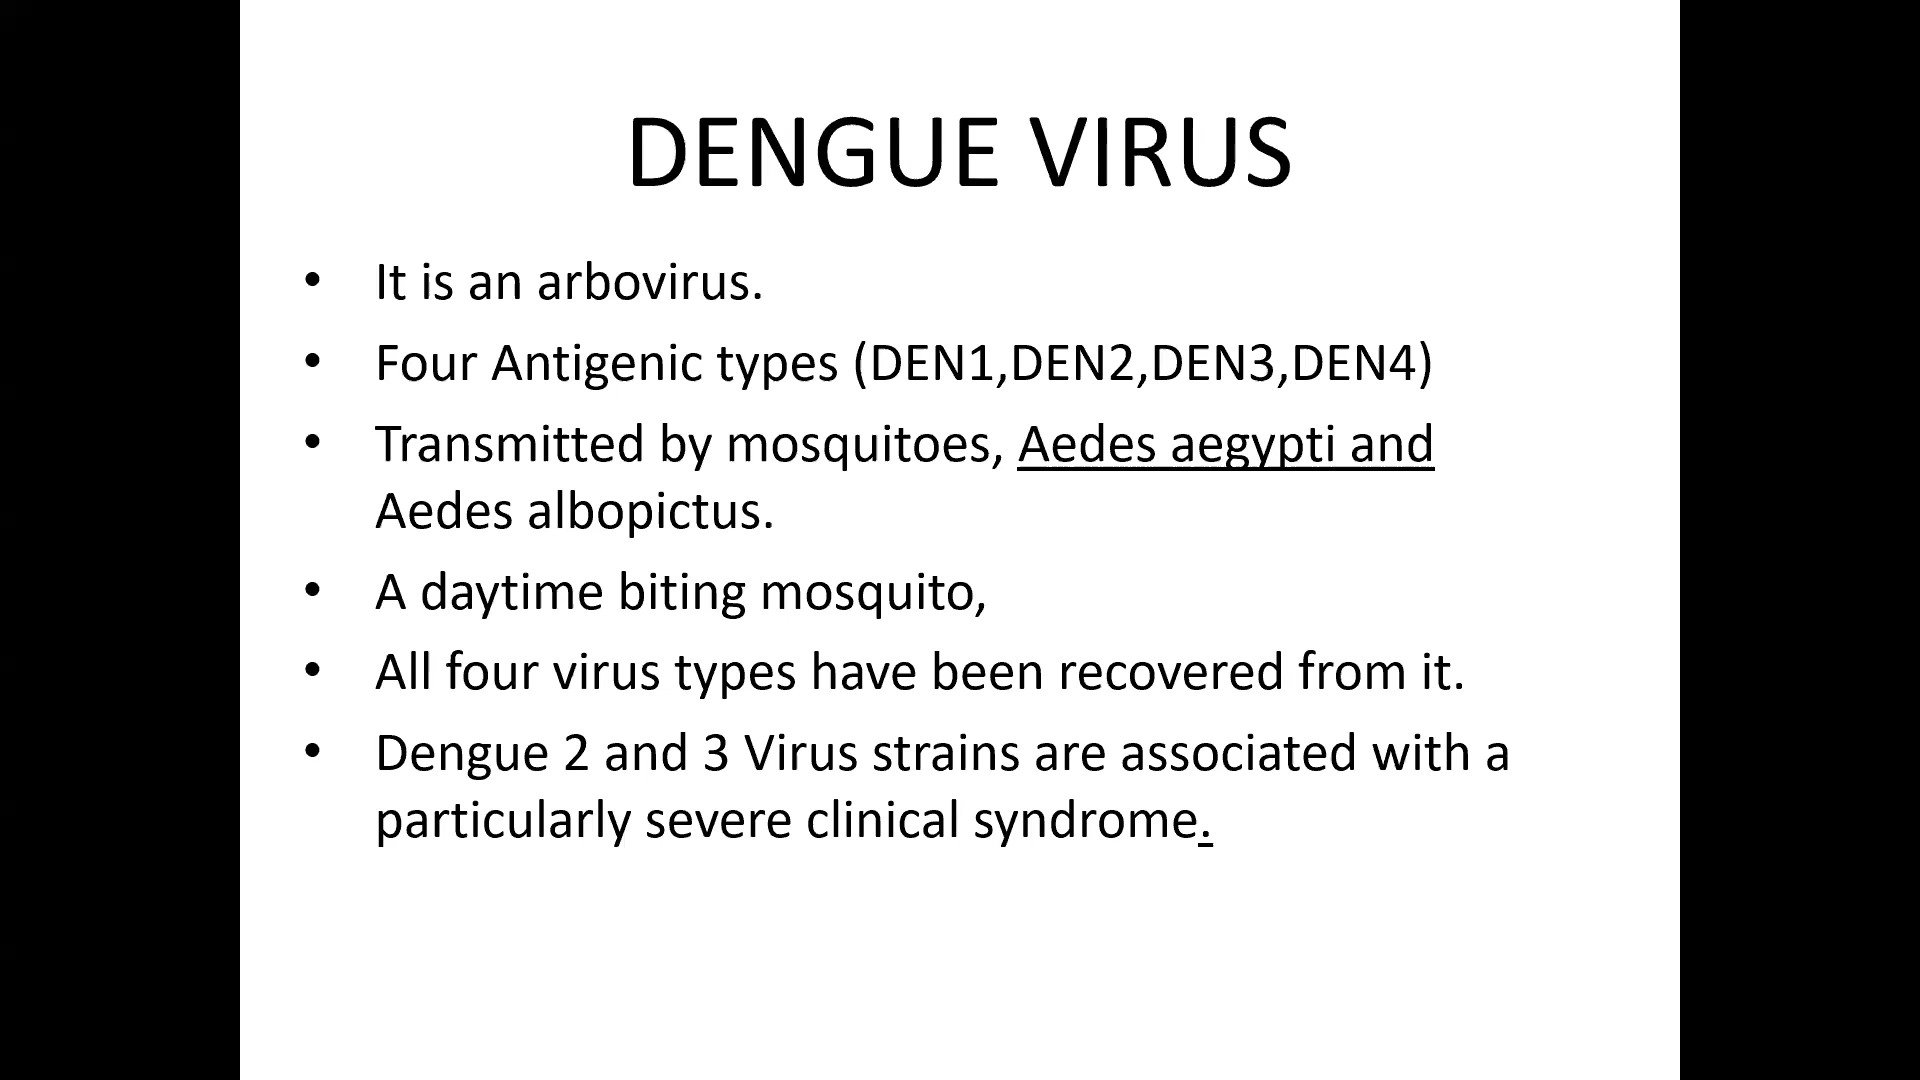 DENGUE VIRUS
• It is an arbovirus.
• Four Antigenic types (DEN1,DEN2,DEN3,DEN4)
• Transmitted by mosquitoes, Aedes aegypti and
Aedes albopictus.
• A daytime biting mosquito,
• All four virus types have been recovered from it.
• Dengue 2 and 3 Virus strains are associated with a
particularly severe clinical syndrome.